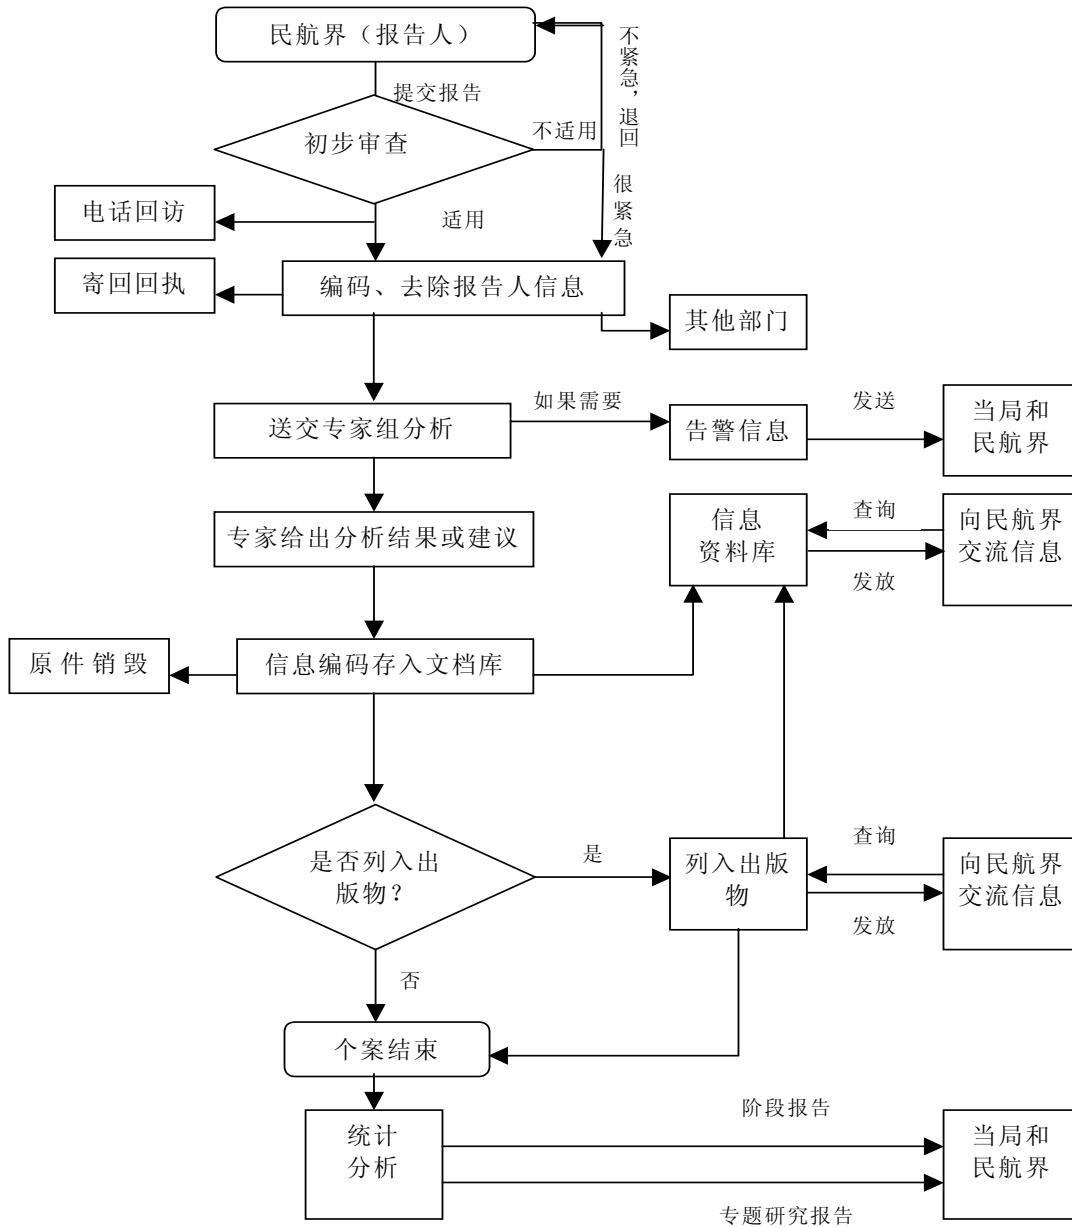 民航界（报告人）
不紧急，退回
提交报告
初步审查
不适用
很紧急
电话回访
适用
寄回回执
编码、去除报告人信息
其他部门
送交专家组分析
如果需要
告警信息
发送
当局和
民航界
专家给出分析结果或建议
信息
资料库
查询
发放
向民航界
交流信息
原件销毁
信息编码存入文档库
是否列入出
版物？
是
列入出版
物
查询
发放
向民航界
交流信息
否
个案结束
统计
分析
阶段报告
专题研究报告
当局和
民航界